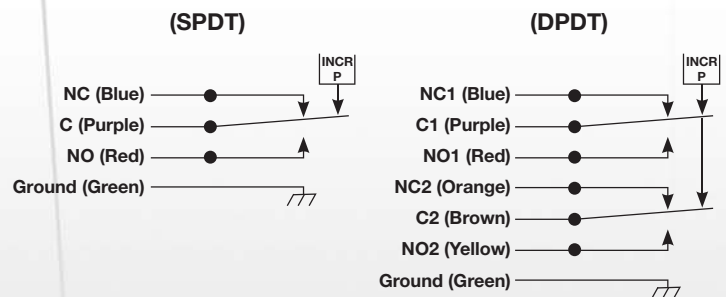 (SPDT)
INCR
P
NC (Blue)
C (Purple)
NO (Red)
Ground (Green)
(DPDT)
INCR
P
NC1 (Blue)
C1 (Purple)
NO1 (Red)
NC2 (Orange)
C2 (Brown)
NO2 (Yellow)
Ground (Green)